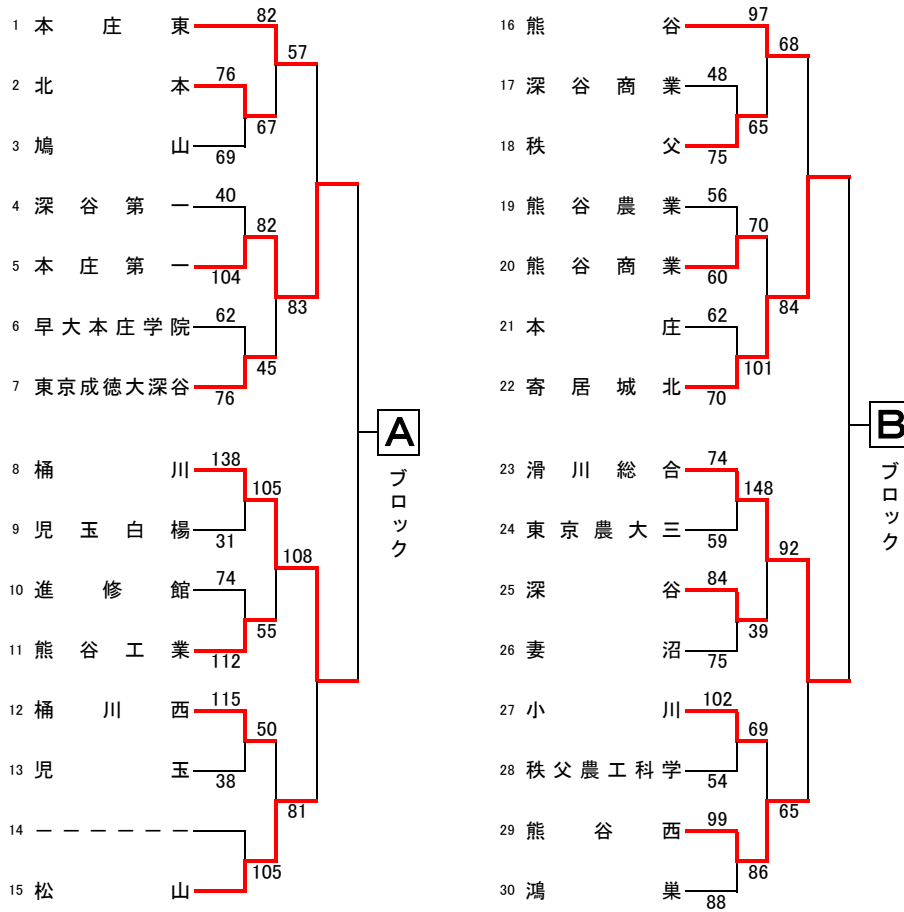 1 本庄東
82
57
2 北本
76
67
3 鳩山
69
4 深谷第一
40
82
5 本庄第一
104
83
6 早大本庄学院
62
45
7 東京成徳大深谷
76
A
ブロック
8 桶川
138
105
9 児玉白楊
31
108
10 進修館
74
55
11 熊谷工業
112
12 桶川西
115
50
13 児玉
38
81
14 ーーーーーー
105
15 松山
16 熊谷
97
68
17 深谷商業
48
65
18 秩父
75
19 熊谷農業
56
70
20 熊谷商業
60
84
21 本庄
62
101
22 寄居城北
70
B
ブロック
23 滑川総合
74
148
24 東京農大三
59
92
25 深谷
84
39
26 妻沼
75
27 小川
102
69
28 秩父農工科学
54
65
29 熊谷西
99
86
30 鴻巣
88